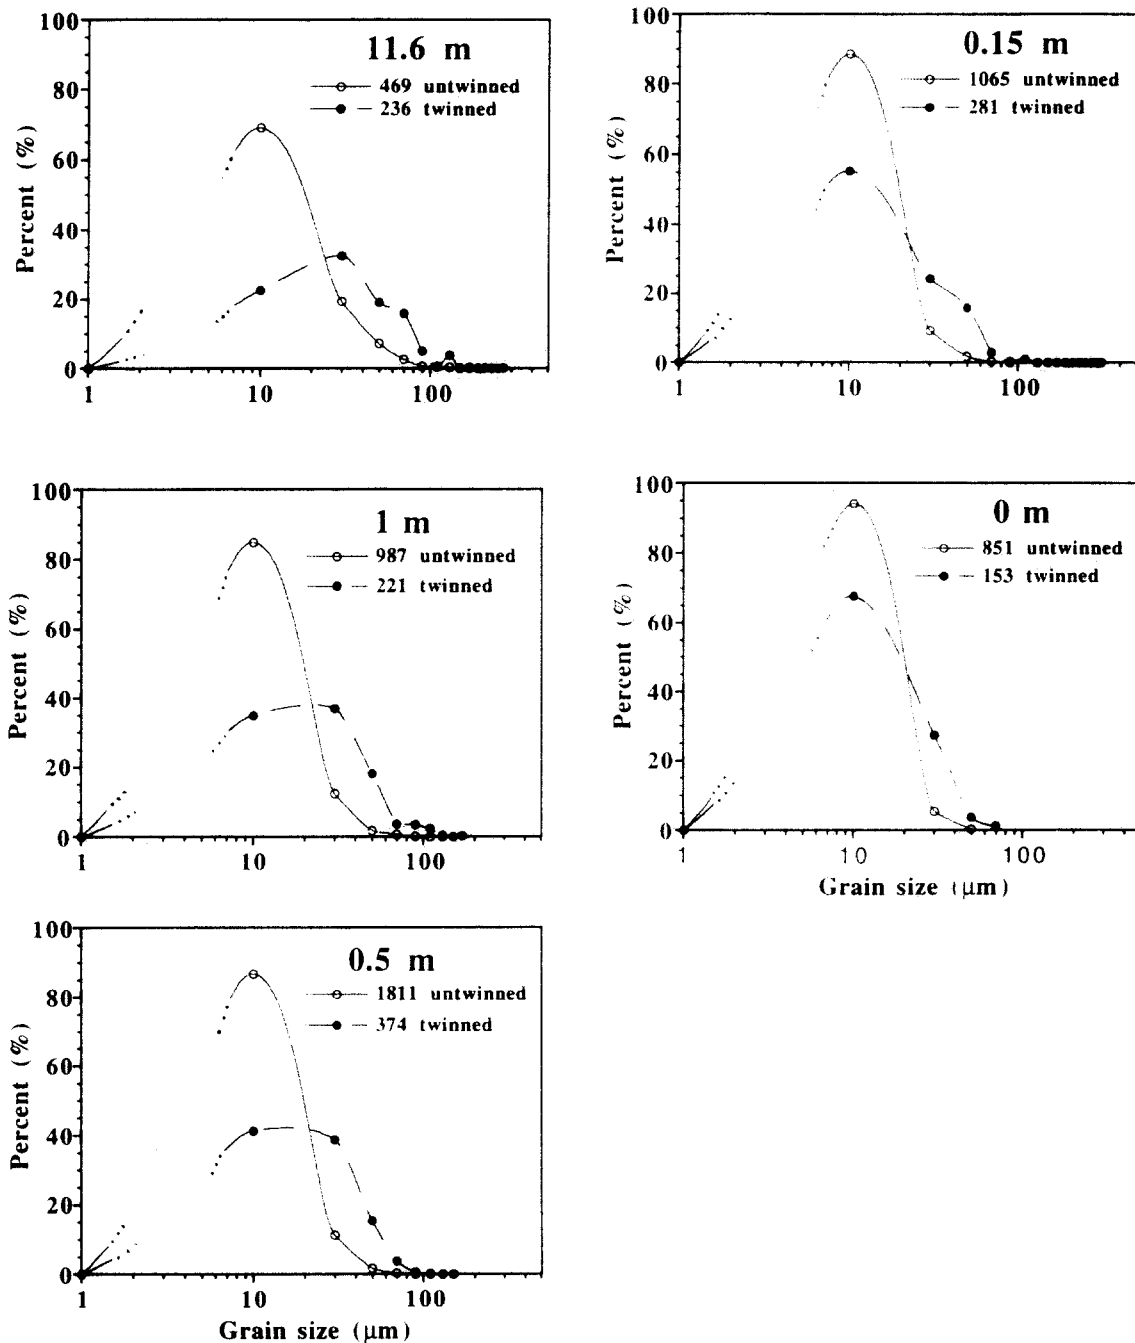 11.6 m
469 untwinned
236 twinned
Percent (%)
100
80
60
40
20
0
1
10
100
0.15 m
1065 untwinned
281 twinned
Percent (%)
100
80
60
40
20
0
1
10
100
1 m
987 untwinned
221 twinned
Percent (%)
100
80
60
40
20
0
1
10
100
0 m
851 untwinned
153 twinned
Percent (%)
100
80
60
40
20
0
1
10
100
Grain size (µm)
0.5 m
1811 untwinned
374 twinned
Percent (%)
100
80
60
40
20
0
1
10
100
Grain size (µm)